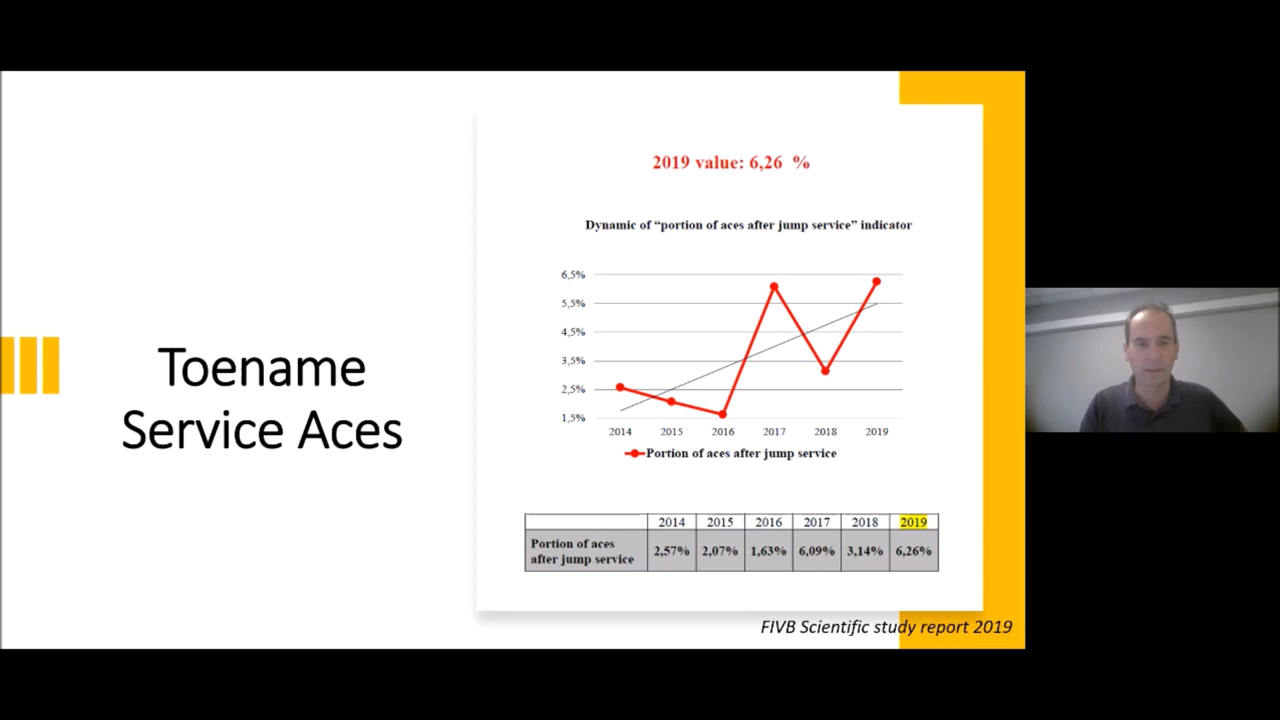 Toename
Service Aces
2019 value: 6,26 %
Dynamic of “portion of aces after jump service” indicator
6,5%
5,5%
4,5%
3,5%
2,5%
1,5%
2014 2015 2016 2017 2018 2019
Portion of aces after jump service
2014 2015 2016 2017 2018 2019
Portion of aces
after jump service
2,57% 2,07% 1,63% 6,09% 3,14% 6,26%
FIVB Scientific study report 2019